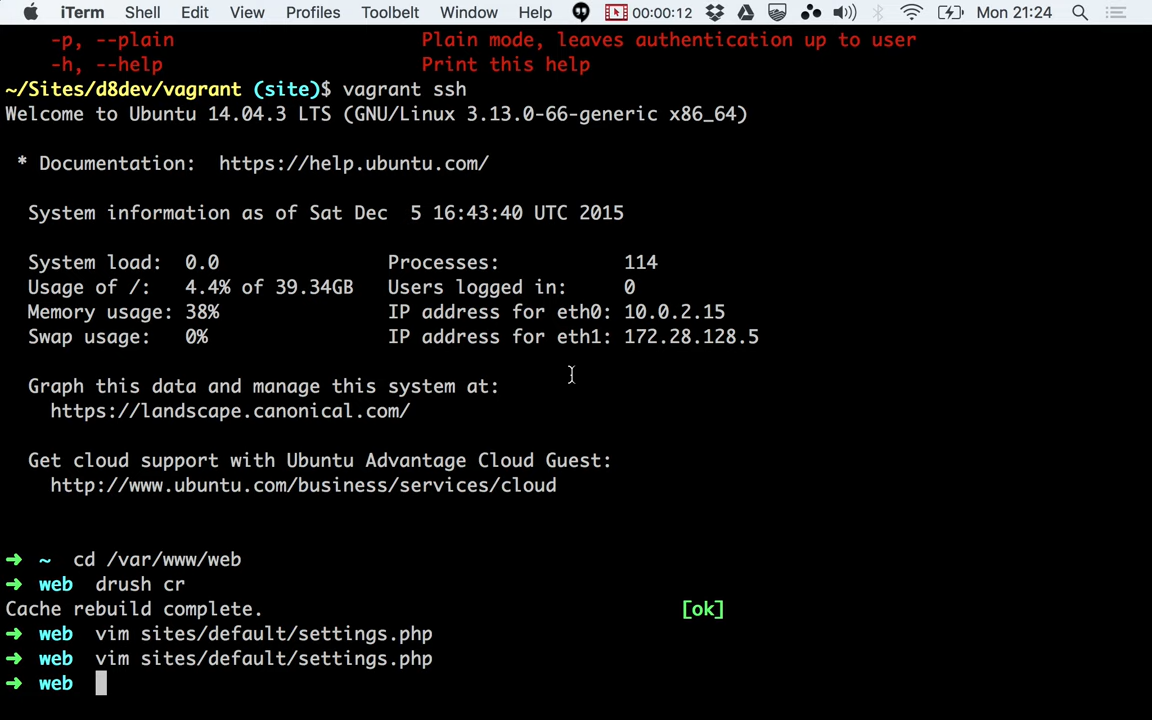 iTerm Shell Edit View Profiles Toolbelt Window Help 00:00:12 Mon 21:24
-p, --plain Plain mode, leaves authentication up to user
-h, --help Print this help
~/Sites/d8dev/vagrant (site)$ vagrant ssh
Welcome to Ubuntu 14.04.3 LTS (GNU/Linux 3.13.0-66-generic x86_64)
* Documentation: https://help.ubuntu.com/
System information as of Sat Dec 5 16:43:40 UTC 2015
System load: 0.0 Processes: 114
Usage of /: 4.4% of 39.34GB Users logged in: 0
Memory usage: 38% IP address for eth0: 10.0.2.15
Swap usage: 0% IP address for eth1: 172.28.128.5
Graph this data and manage this system at:
https://landscape.canonical.com/
Get cloud support with Ubuntu Advantage Cloud Guest:
http://www.ubuntu.com/business/services/cloud
➜ ~ cd /var/www/web
➜ web drush cr
Cache rebuild complete. [ok]
➜ web vim sites/default/settings.php
➜ web vim sites/default/settings.php
➜ web